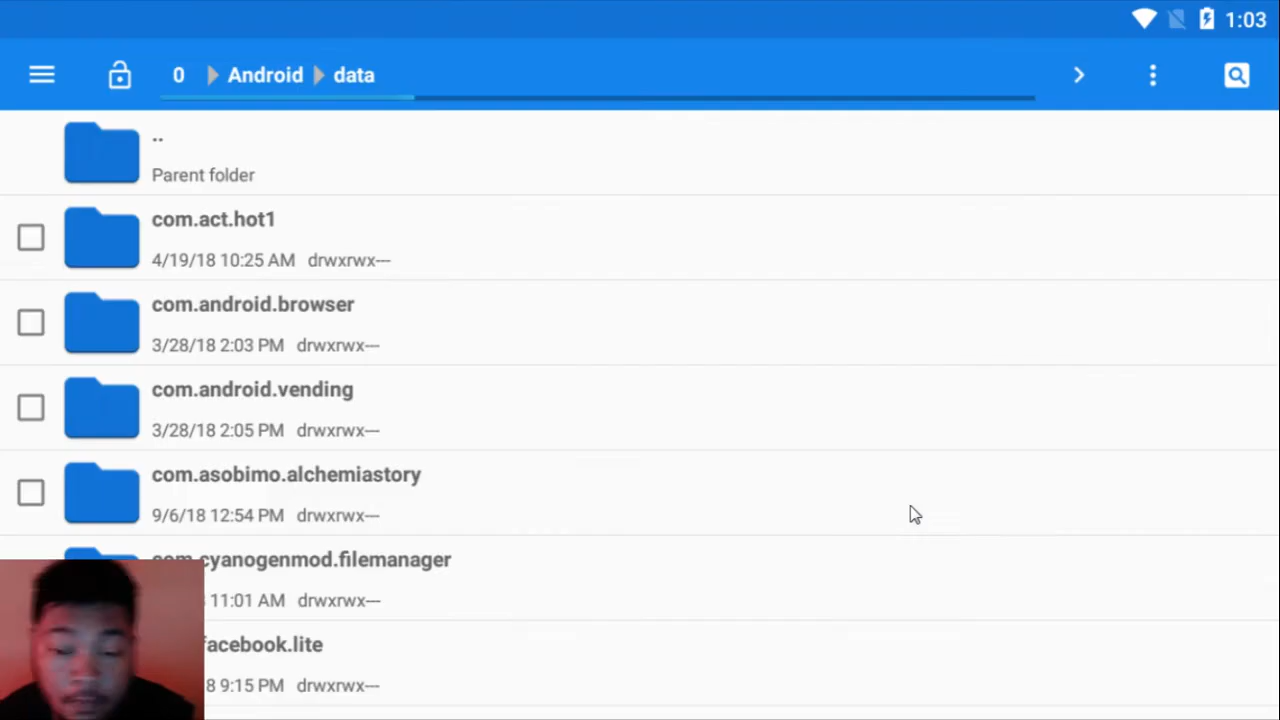 1:03
0 Android data
..
Parent folder
com.act.hot1
4/19/18 10:25 AM drwxrwx---
com.android.browser
3/28/18 2:03 PM drwxrwx---
com.android.vending
3/28/18 2:05 PM drwxrwx---
com.asobimo.alchemiastory
9/6/18 12:54 PM drwxrwx---
com.cyanogenmod.filemanager
11:01 AM drwxrwx---
facebook.lite
8 9:15 PM drwxrwx---